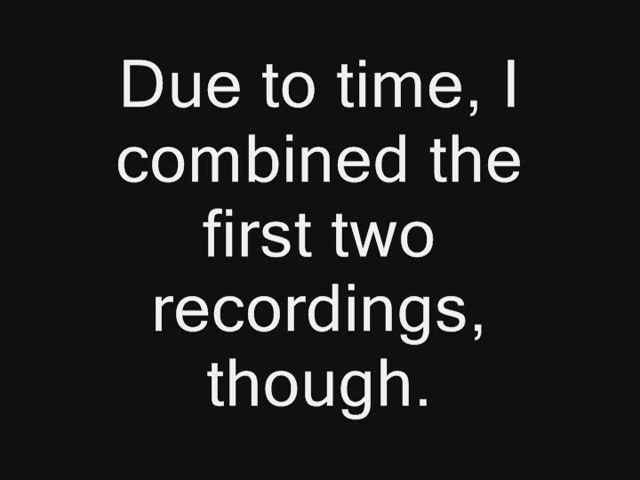 Due to time, I
combined the
first two
recordings,
though.